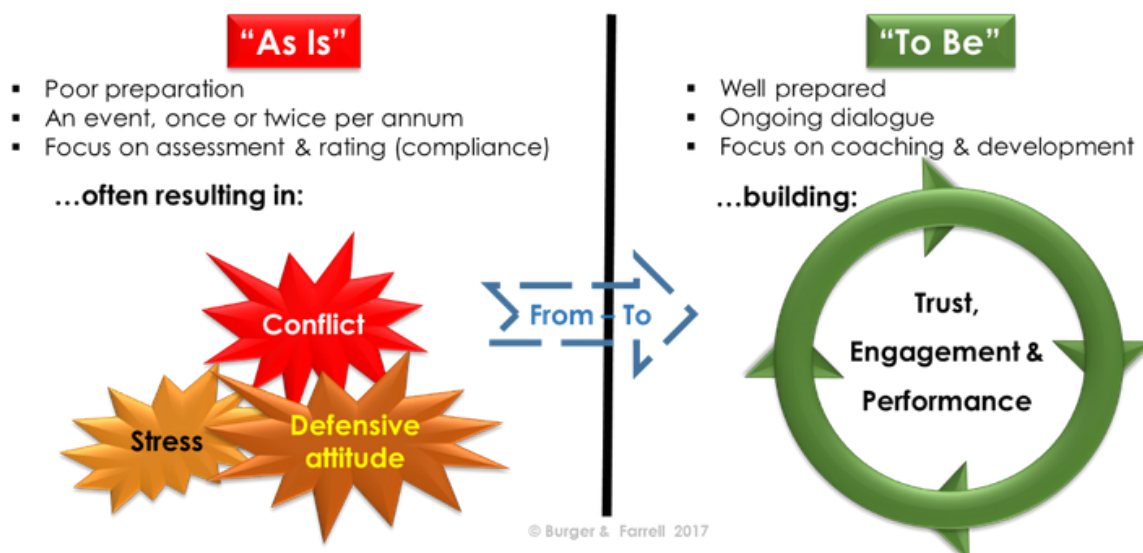 “As Is”
▪ Poor preparation
▪ An event, once or twice per annum
▪ Focus on assessment & rating (compliance)
…often resulting in:
Conflict
Stress
Defensive
attitude
From – To
“To Be”
▪ Well prepared
▪ Ongoing dialogue
▪ Focus on coaching & development
…building:
Trust,
Engagement &
Performance
© Burger & Farrell 2017